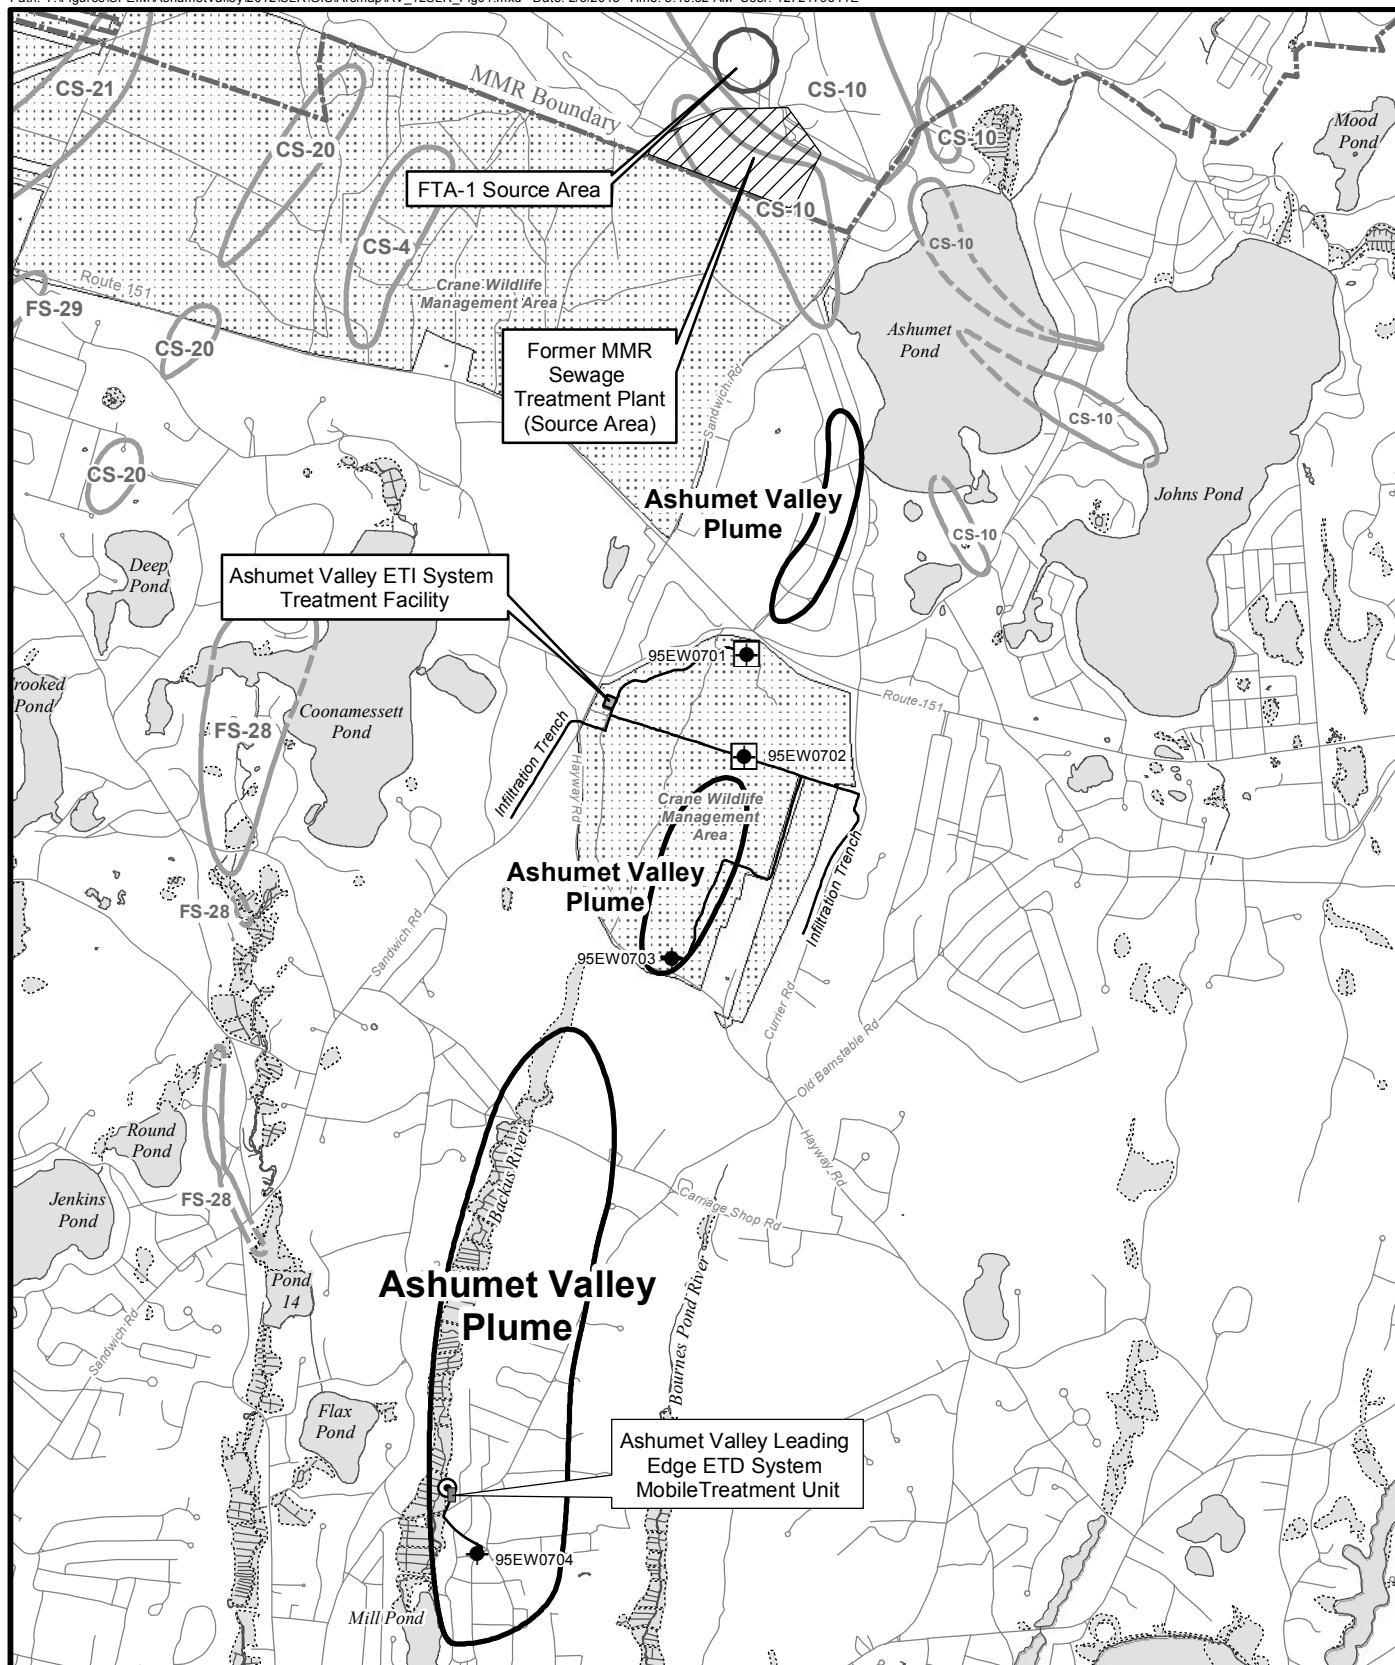 CS-21
MMR Boundary
CS-10
CS-20
CS-10
Mood
Pond
FTA-1 Source Area
CS-10
CS-4
CS-10
Route 151
Crane Wildlife
Management Area
FS-29
CS-20
Ashumet
Pond
Former MMR
Sewage
Treatment Plant
(Source Area)
Sandwich Rd
CS-10
CS-20
Ashumet Valley
Plume
Johns Pond
CS-10
Deep
Pond
Ashumet Valley ETI System
Treatment Facility
95EW0701
rooked
Pond
Coonamessett
Pond
Route 151
FS-28
Infiltration Trench
Hayway Rd
95EW0702
Crane Wildlife
Management
Area
Ashumet Valley
Plume
Infiltration Trench
FS-28
Sandwich Rd
95EW0703
Currier Rd
Old Barnstable Rd
Round
Pond
Backus River
Hayway Rd
Jenkins
Pond
FS-28
Carriage Shop Rd
Pond
14
Ashumet Valley
Plume
Bournes Pond River
Sandwich Rd
Flax
Pond
Ashumet Valley Leading
Edge ETD System
MobileTreatment Unit
95EW0704
Mill Pond